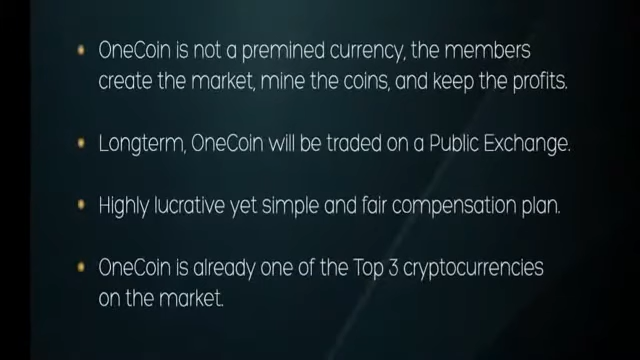 OneCoin is not a premined currency, the members
create the market, mine the coins, and keep the profits.
Longterm, OneCoin will be traded on a Public Exchange.
Highly lucrative yet simple and fair compensation plan.
OneCoin is already one of the Top 3 cryptocurrencies
on the market.